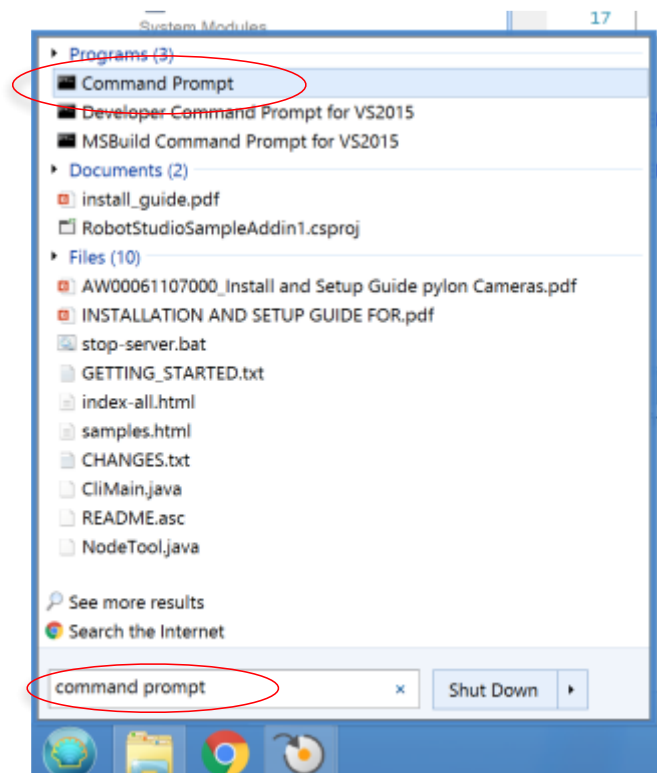 System Modules
17
Programs (3)
Command Prompt
Developer Command Prompt for VS2015
MSBuild Command Prompt for VS2015
Documents (2)
install_guide.pdf
RobotStudioSampleAddin1.csproj
Files (10)
AW00061107000_Install and Setup Guide pylon Cameras.pdf
INSTALLATION AND SETUP GUIDE FOR.pdf
stop-server.bat
GETTING_STARTED.txt
index-all.html
samples.html
CHANGES.txt
CliMain.java
README.asc
NodeTool.java
See more results
Search the Internet
command prompt × Shut Down